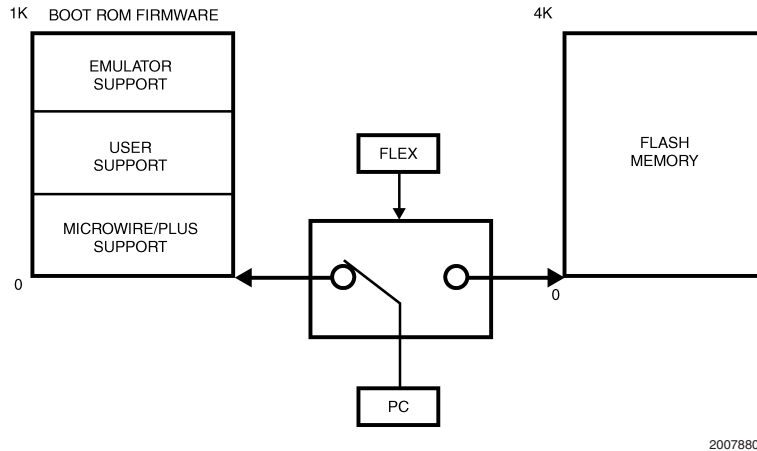 1K BOOT ROM FIRMWARE
4K
EMULATOR
SUPPORT
USER
SUPPORT
MICROWIRE/PLUS
SUPPORT
0
FLEX
PC
FLASH
MEMORY
0
2007880